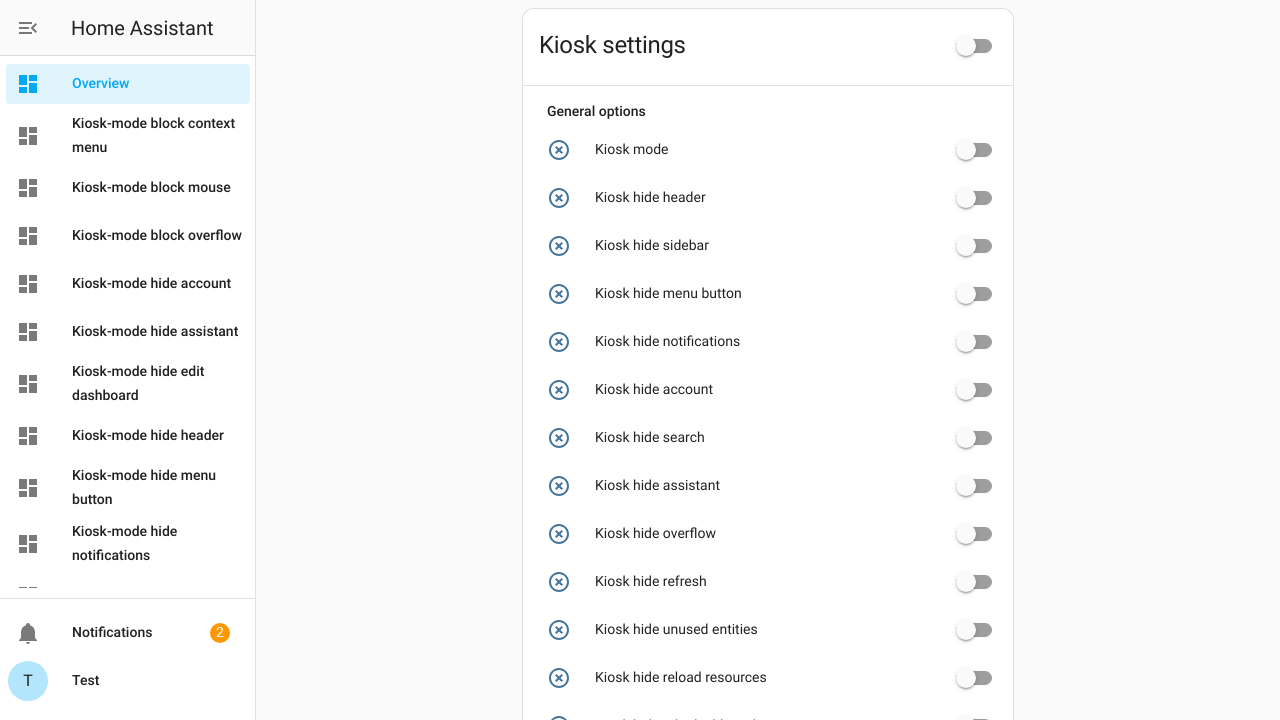 Home Assistant
Overview
Kiosk-mode block context
menu
Kiosk-mode block mouse
Kiosk-mode block overflow
Kiosk-mode hide account
Kiosk-mode hide assistant
Kiosk-mode hide edit
dashboard
Kiosk-mode hide header
Kiosk-mode hide menu
button
Kiosk-mode hide
notifications
Notifications 2
T Test
Kiosk settings
General options
Kiosk mode
Kiosk hide header
Kiosk hide sidebar
Kiosk hide menu button
Kiosk hide notifications
Kiosk hide account
Kiosk hide search
Kiosk hide assistant
Kiosk hide overflow
Kiosk hide refresh
Kiosk hide unused entities
Kiosk hide reload resources